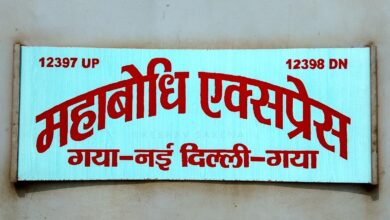 12397 UP 12398 DN
महाबोधि एक्सप्रेस
गया-नई दिल्ली-गया